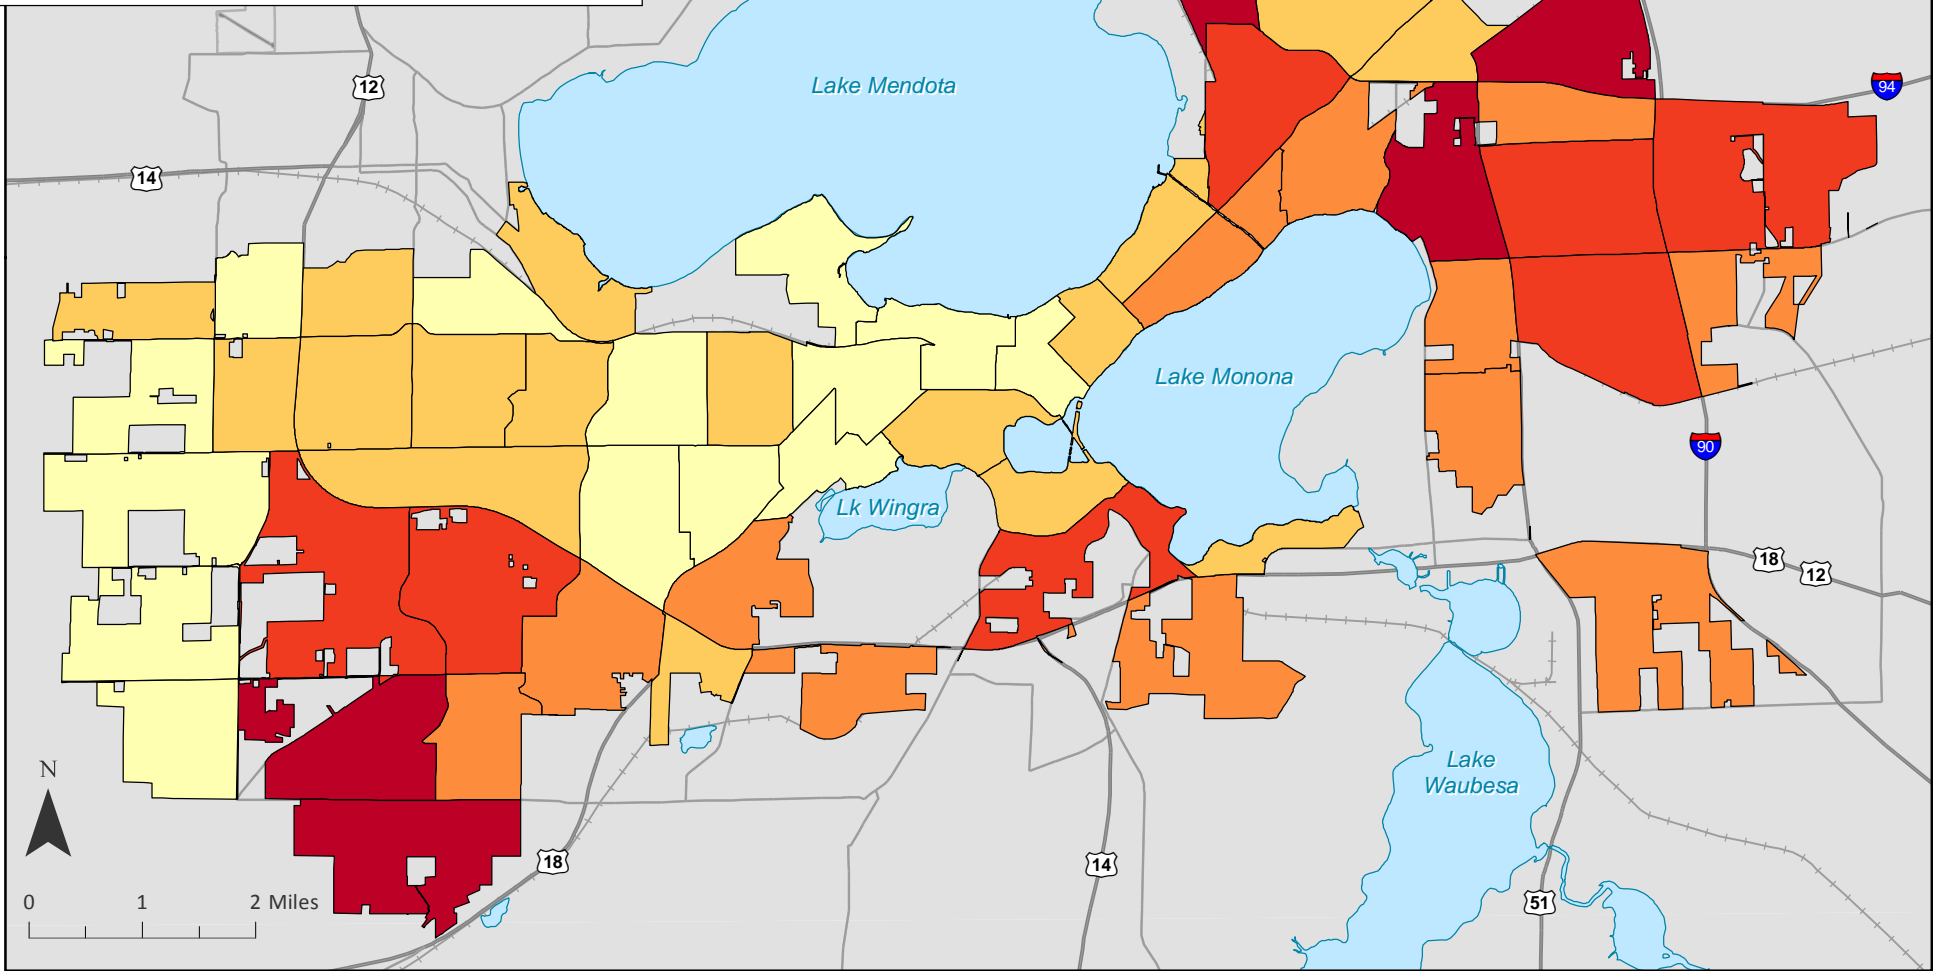 Lake Mendota
12
94
14
Lake Monona
90
Lk Wingra
18
12
N
Lake
Waubesa
18
14
51
0 1 2 Miles